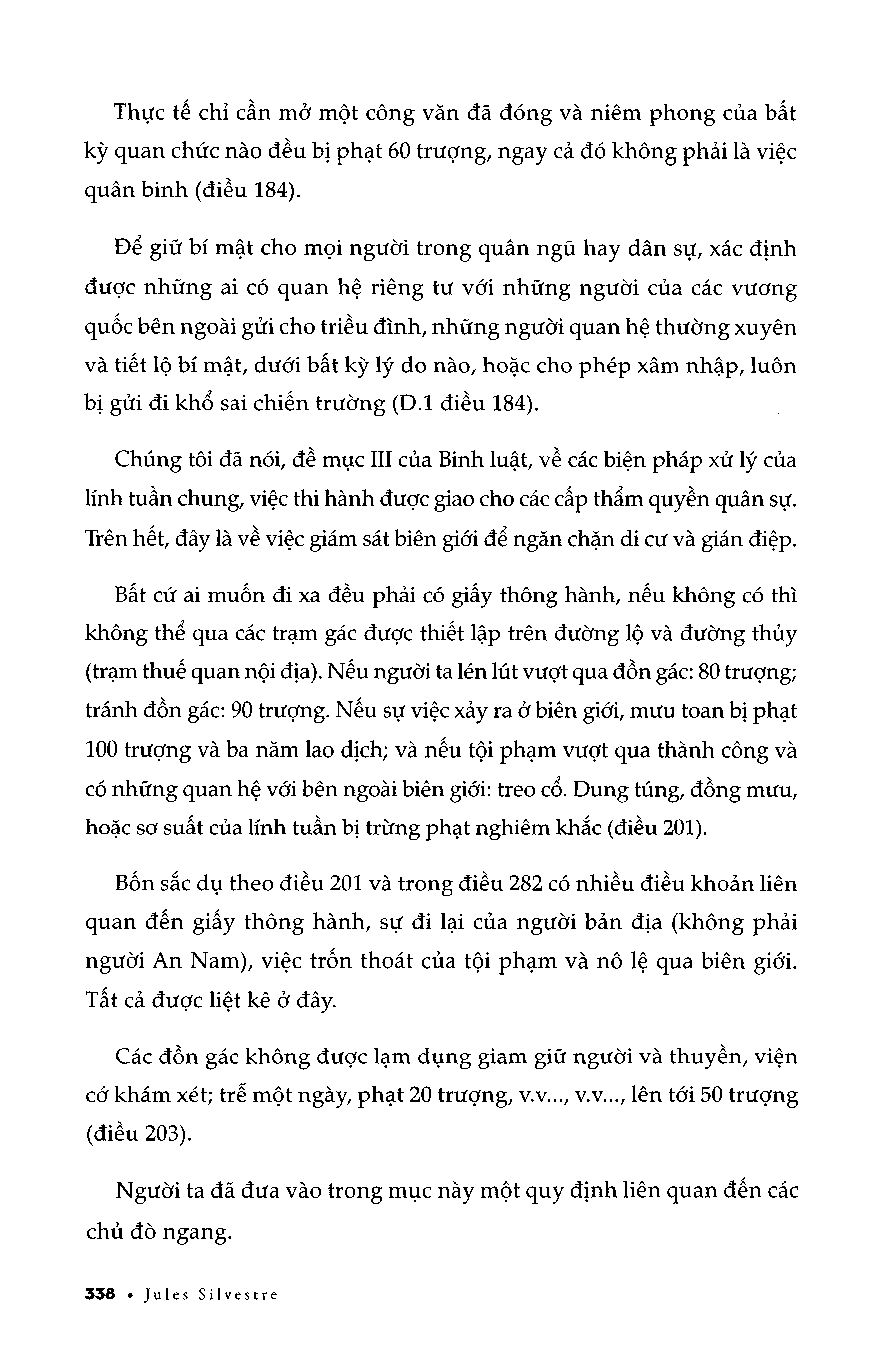 Thực tế chỉ cần mở một công văn đã đóng và niêm phong của bất
kỳ quan chức nào đều bị phạt 60 trượng, ngay cả đó không phải là việc
quân binh (điều 184).
Để giữ bí mật cho mọi người trong quân ngũ hay dân sự, xác định
được những ai có quan hệ riêng tư với những người của các vương
quốc bên ngoài gửi cho triều đình, những người quan hệ thường xuyên
và tiết lộ bí mật, dưới bất kỳ lý do nào, hoặc cho phép xâm nhập, luôn
bị gửi đi khổ sai chiến trường (D.1 điều 184).
Chúng tôi đã nói, đề mục III của Binh luật, về các biện pháp xử lý của
lính tuần chung, việc thi hành được giao cho các cấp thẩm quyền quân sự.
Trên hết, đây là về việc giám sát biên giới để ngăn chặn di cư và gián điệp.
Bất cứ ai muốn đi xa đều phải có giấy thông hành, nếu không có thì
không thể qua các trạm gác được thiết lập trên đường lộ và đường thủy
(trạm thuế quan nội địa). Nếu người ta lén lút vượt qua đồn gác: 80 trượng;
tránh đồn gác: 90 trượng. Nếu sự việc xảy ra ở biên giới, mưu toan bị phạt
100 trượng và ba năm lao dịch; và nếu tội phạm vượt qua thành công và
có những quan hệ với bên ngoài biên giới: treo cổ. Dung túng, đồng mưu,
hoặc sơ suất của lính tuần bị trừng phạt nghiêm khắc (điều 201).
Bốn sắc dụ theo điều 201 và trong điều 282 có nhiều điều khoản liên
quan đến giấy thông hành, sự đi lại của người bản địa (không phải
người An Nam), việc trốn thoát của tội phạm và nô lệ qua biên giới.
Tất cả được liệt kê ở đây.
Các đồn gác không được lạm dụng giam giữ người và thuyền, viện
cớ khám xét; trễ một ngày, phạt 20 trượng, v.v..., v.v..., lên tới 50 trượng
(điều 203).
Người ta đã đưa vào trong mục này một quy định liên quan đến các
chủ đò ngang.
338 • Jules Silvestre